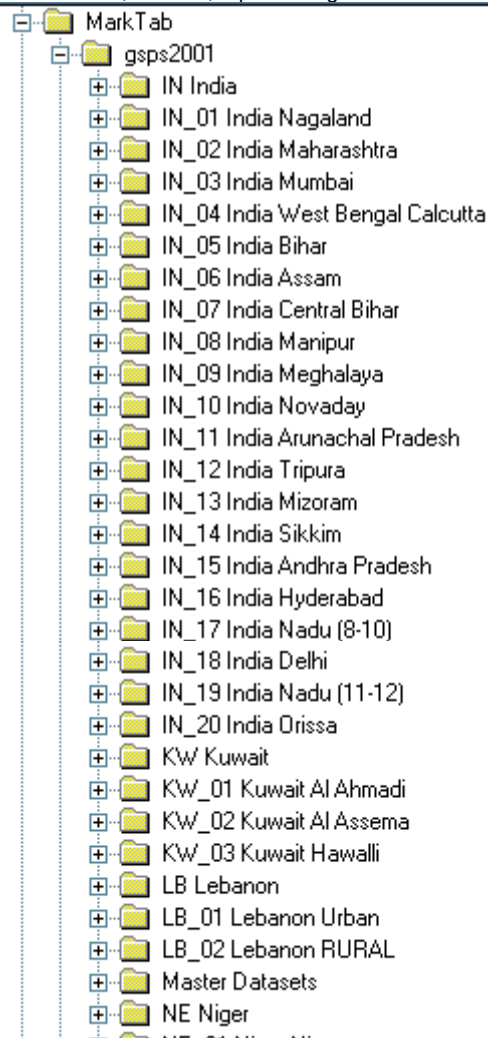 MarkTab
gsps2001
IN India
IN_01 India Nagaland
IN_02 India Maharashtra
IN_03 India Mumbai
IN_04 India West Bengal Calcutta
IN_05 India Bihar
IN_06 India Assam
IN_07 India Central Bihar
IN_08 India Manipur
IN_09 India Meghalaya
IN_10 India Novaday
IN_11 India Arunachal Pradesh
IN_12 India Tripura
IN_13 India Mizoram
IN_14 India Sikkim
IN_15 India Andhra Pradesh
IN_16 India Hyderabad
IN_17 India Nadu (8-10)
IN_18 India Delhi
IN_19 India Nadu (11-12)
IN_20 India Orissa
KW Kuwait
KW_01 Kuwait Al Ahmadi
KW_02 Kuwait Al Assema
KW_03 Kuwait Hawalli
LB Lebanon
LB_01 Lebanon Urban
LB_02 Lebanon RURAL
Master Datasets
NE Niger